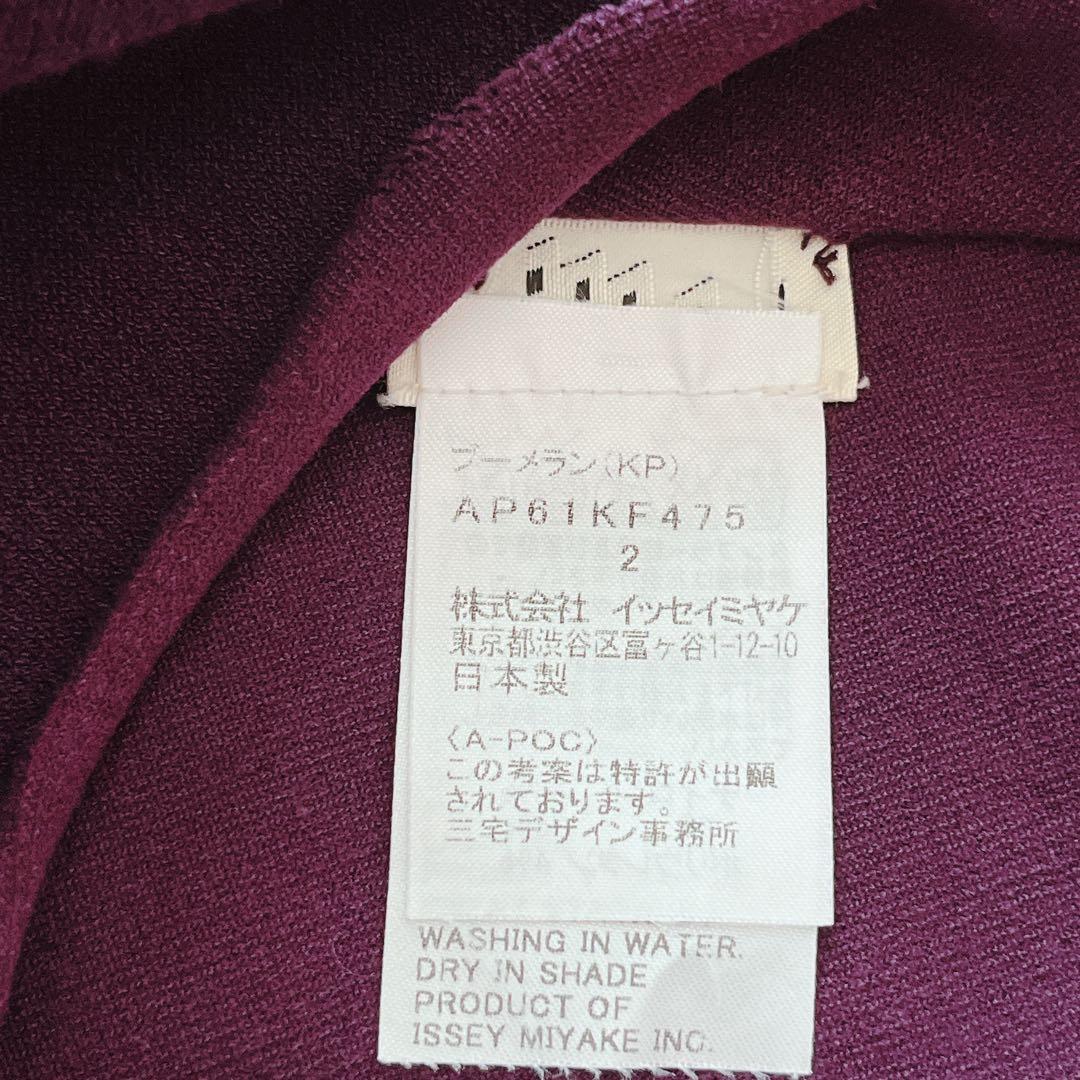 ブーメラン(KP)
AP61KF475
2
株式会社 イッセイミヤケ
東京都渋谷区富ヶ谷1-12-10
日本製
〈A-POC〉
この考案は特許が出願
されております。
三宅デザイン事務所
WASHING IN WATER.
DRY IN SHADE
PRODUCT OF
ISSEY MIYAKE INC.